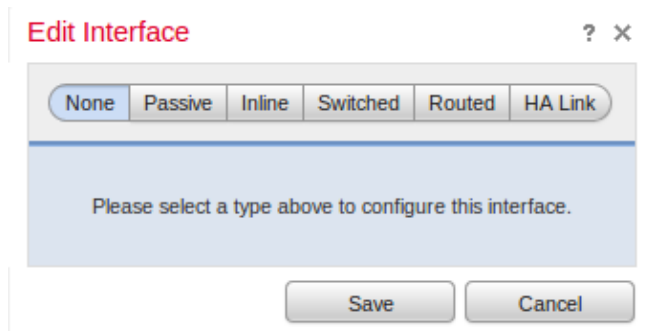 Edit Interface ? ×
None Passive Inline Switched Routed HA Link
Please select a type above to configure this interface.
Save Cancel